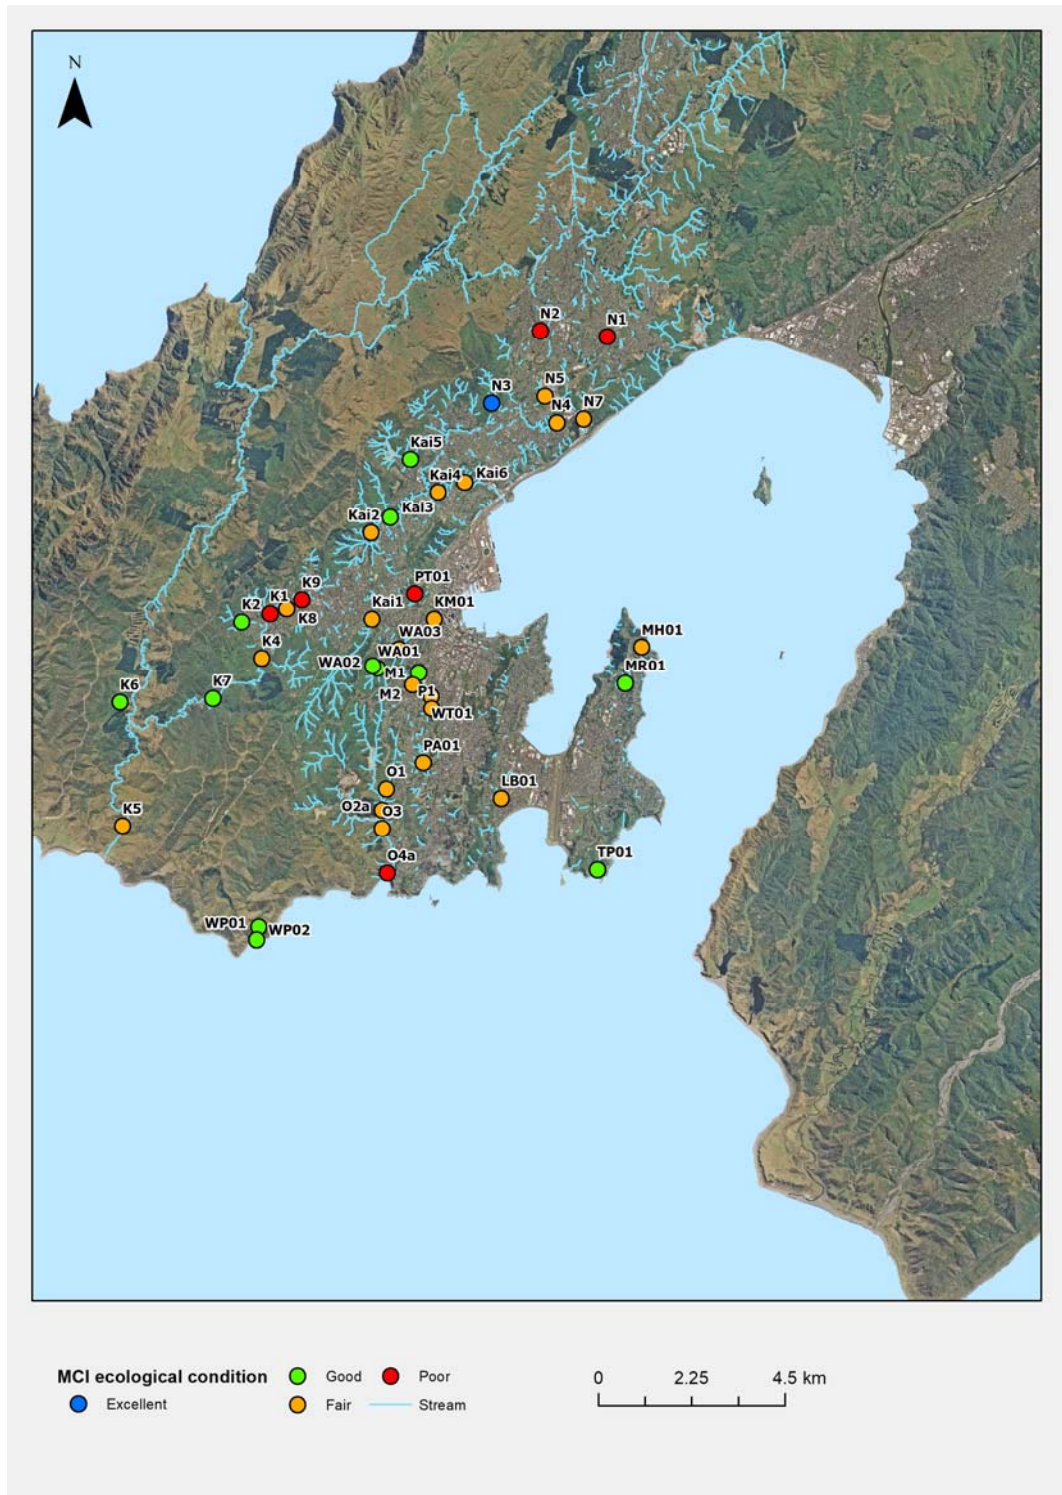 N
N2
N1
N3
N5
N4
N7
Kai5
Kai4
Kai6
Kai3
Kai2
PT01
K9
K1
K2
K8
Kai1
KM01
WA03
K4
WA01
WA02
M1
MH01
MR01
M2
P1
K6
K7
WT01
PA01
O1
LB01
O2a
O3
K5
O4a
TP01
WP01
WP02
MCI ecological condition
Good
Poor
Excellent
Fair
Stream
0 2.25 4.5 km